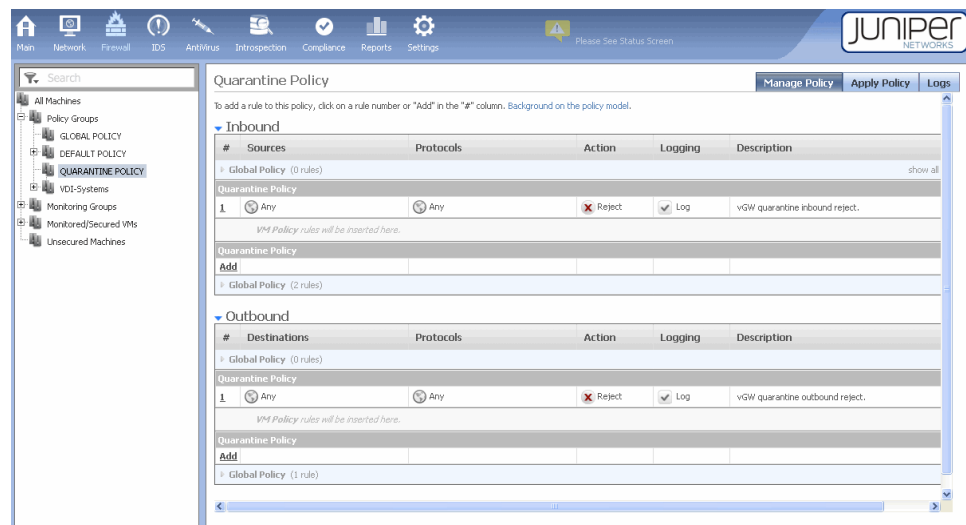 Main Network Firewall IDS AntiVirus Introspection Compliance Reports Settings
Please See Status Screen
JUNIPER
NETWORKS
Search
All Machines
Policy Groups
GLOBAL POLICY
DEFAULT POLICY
QUARANTINE POLICY
VDI-Systems
Monitoring Groups
Monitored/Secured VMs
Unsecured Machines
Quarantine Policy
Manage Policy Apply Policy Logs
To add a rule to this policy, click on a rule number or "Add" in the "#" column. Background on the policy model.
Inbound
# Sources Protocols Action Logging Description
Global Policy (0 rules) show all
Quarantine Policy
1 Any Any Reject Log vGW quarantine inbound reject.
VM Policy rules will be inserted here.
Quarantine Policy
Add
Global Policy (2 rules)
Outbound
# Destinations Protocols Action Logging Description
Global Policy (0 rules)
Quarantine Policy
1 Any Any Reject Log vGW quarantine outbound reject.
VM Policy rules will be inserted here.
Quarantine Policy
Add
Global Policy (1 rule)